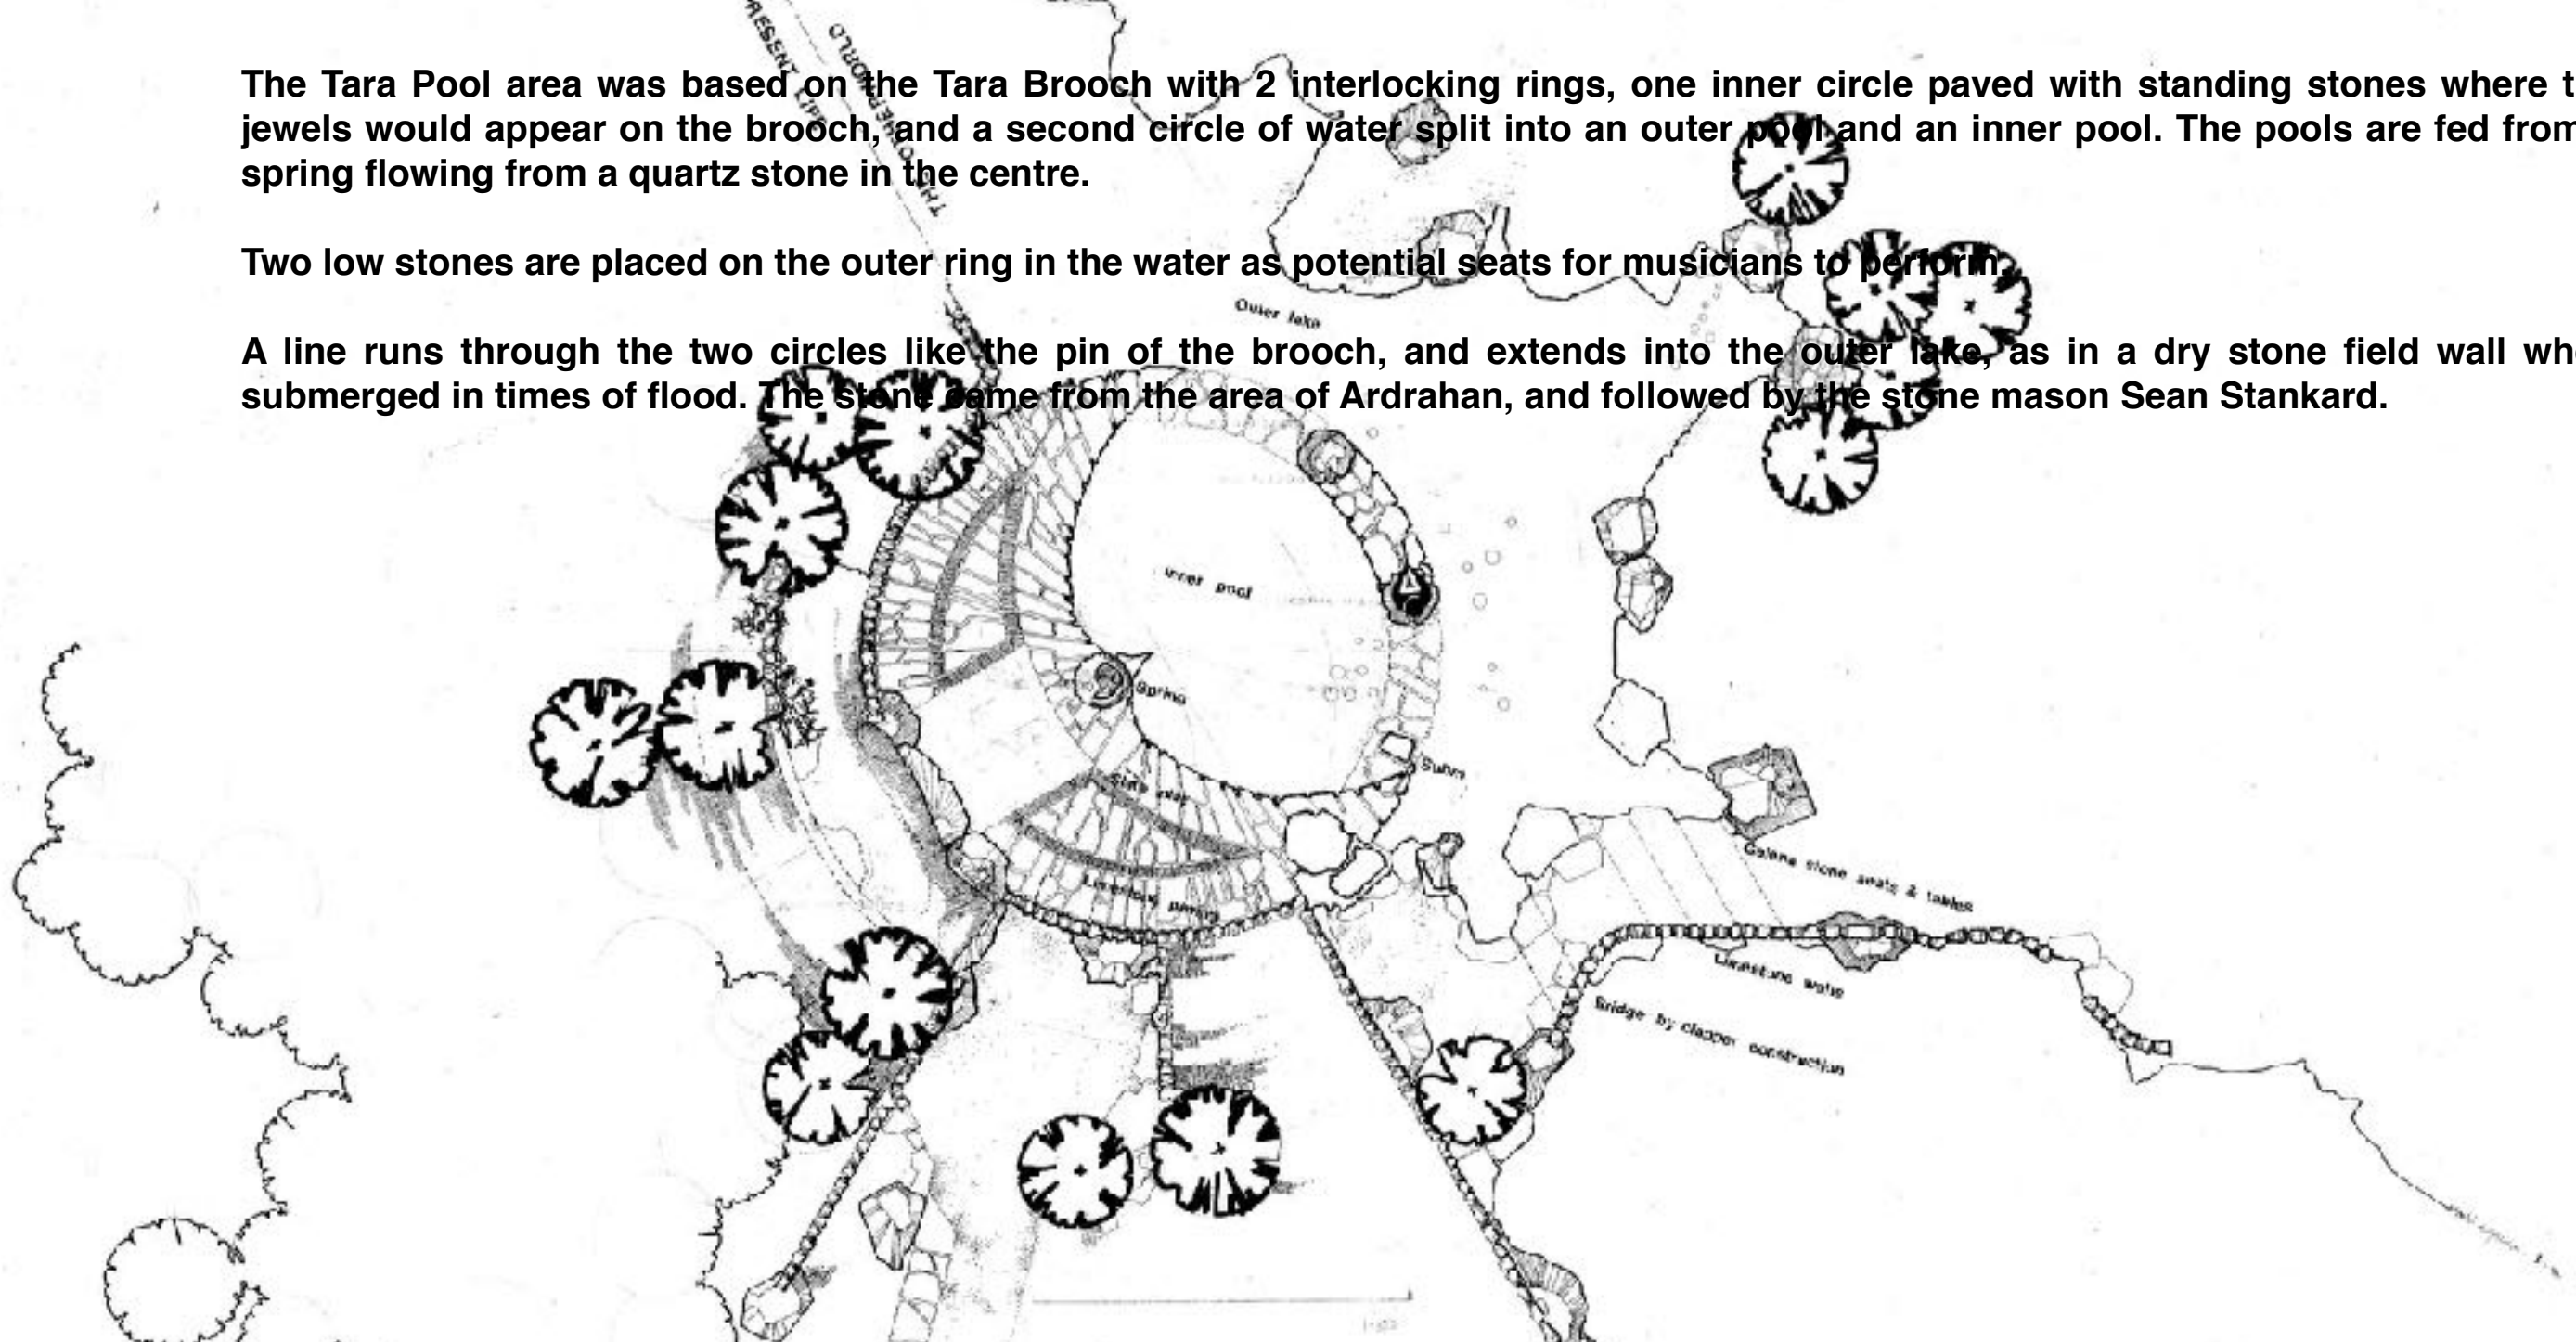 PRESENT DAY
THE OTHERWORLD
The Tara Pool area was based on the Tara Brooch with 2 interlocking rings, one inner circle paved with standing stones where t
jewels would appear on the brooch, and a second circle of water split into an outer pool and an inner pool. The pools are fed from
spring flowing from a quartz stone in the centre.
Two low stones are placed on the outer ring in the water as potential seats for musicians to perform.
Outer lake
A line runs through the two circles like the pin of the brooch, and extends into the outer lake, as in a dry stone field wall wh
submerged in times of flood. The stone came from the area of Ardrahan, and followed by the stone mason Sean Stankard.
inner pool
Spring
Limestone paving
stone seats & tables
Limestone walls
Bridge by clapper construction